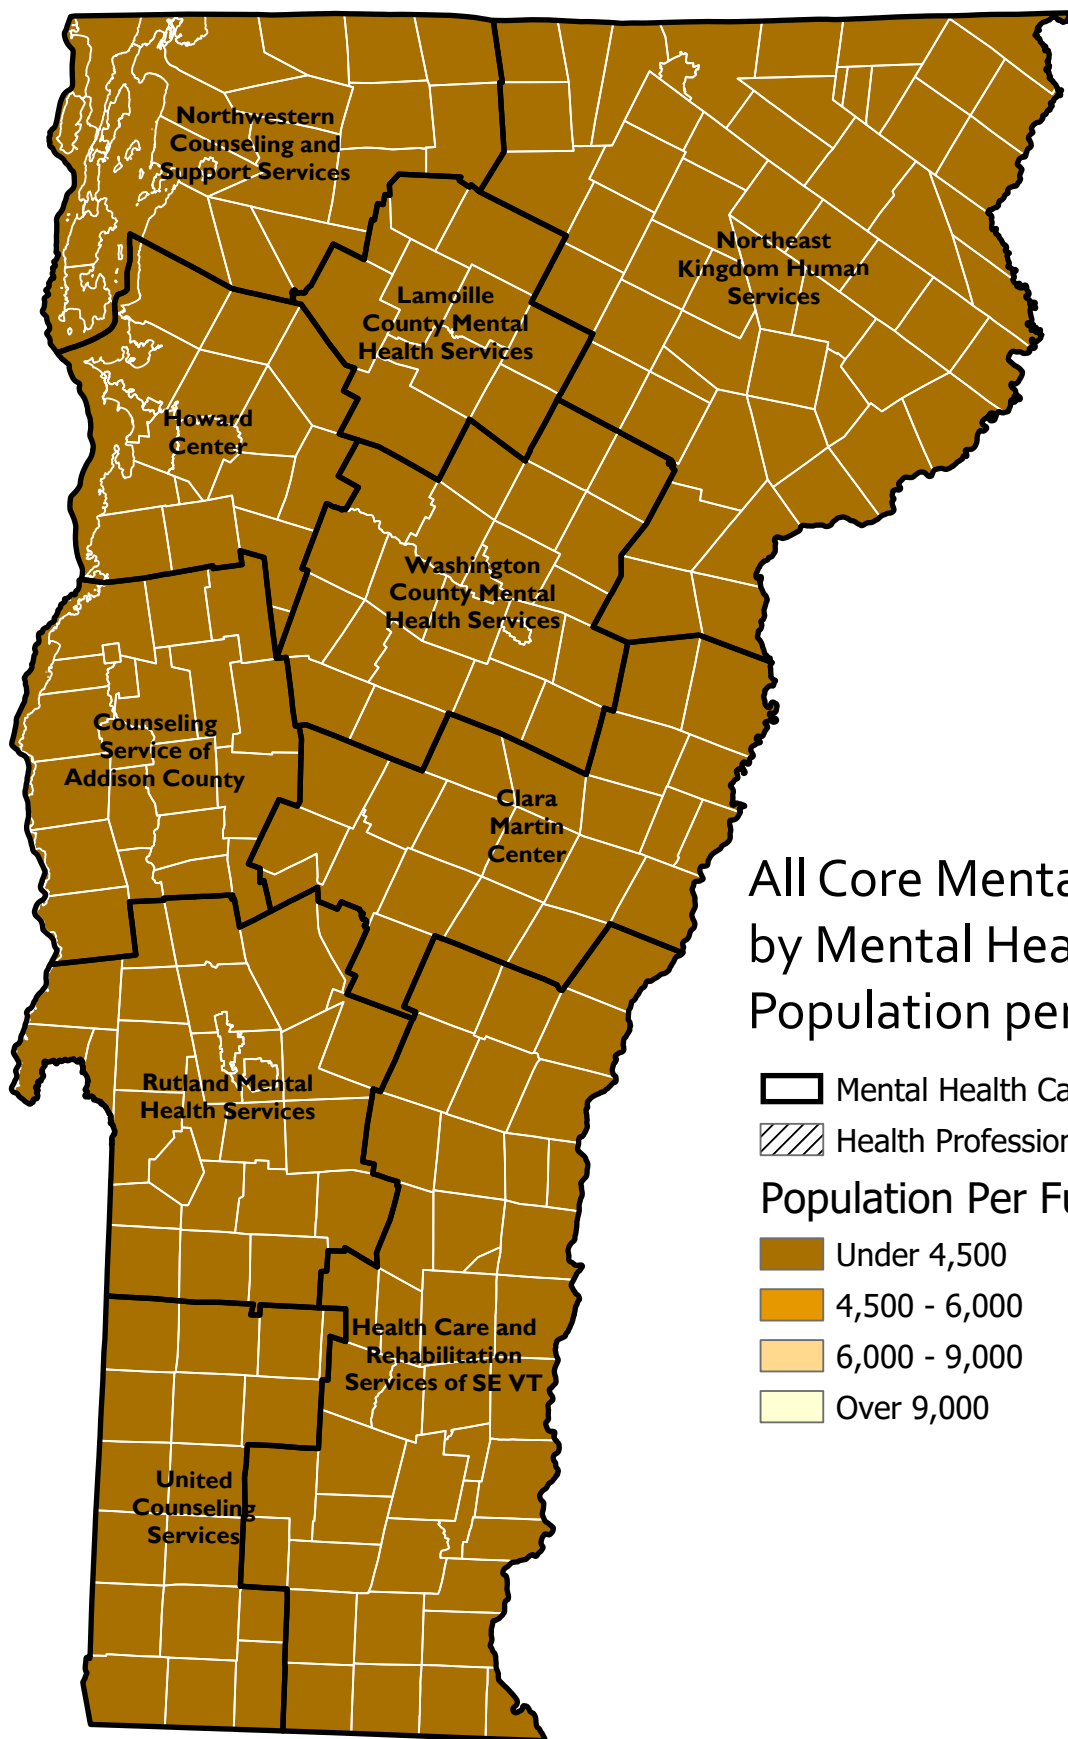 Northwestern
Counseling and
Support Services
Northeast
Kingdom Human
Services
Lamoille
County Mental
Health Services
Howard
Center
Washington
County Mental
Health Services
Counseling
Service of
Addison County
Clara
Martin
Center
All Core Menta
by Mental Hea
Population per
Mental Health Ca
Health Profession
Population Per Fu
Under 4,500
4,500 - 6,000
6,000 - 9,000
Over 9,000
Rutland Mental
Health Services
Health Care and
Rehabilitation
Services of SE VT
United
Counseling
Services